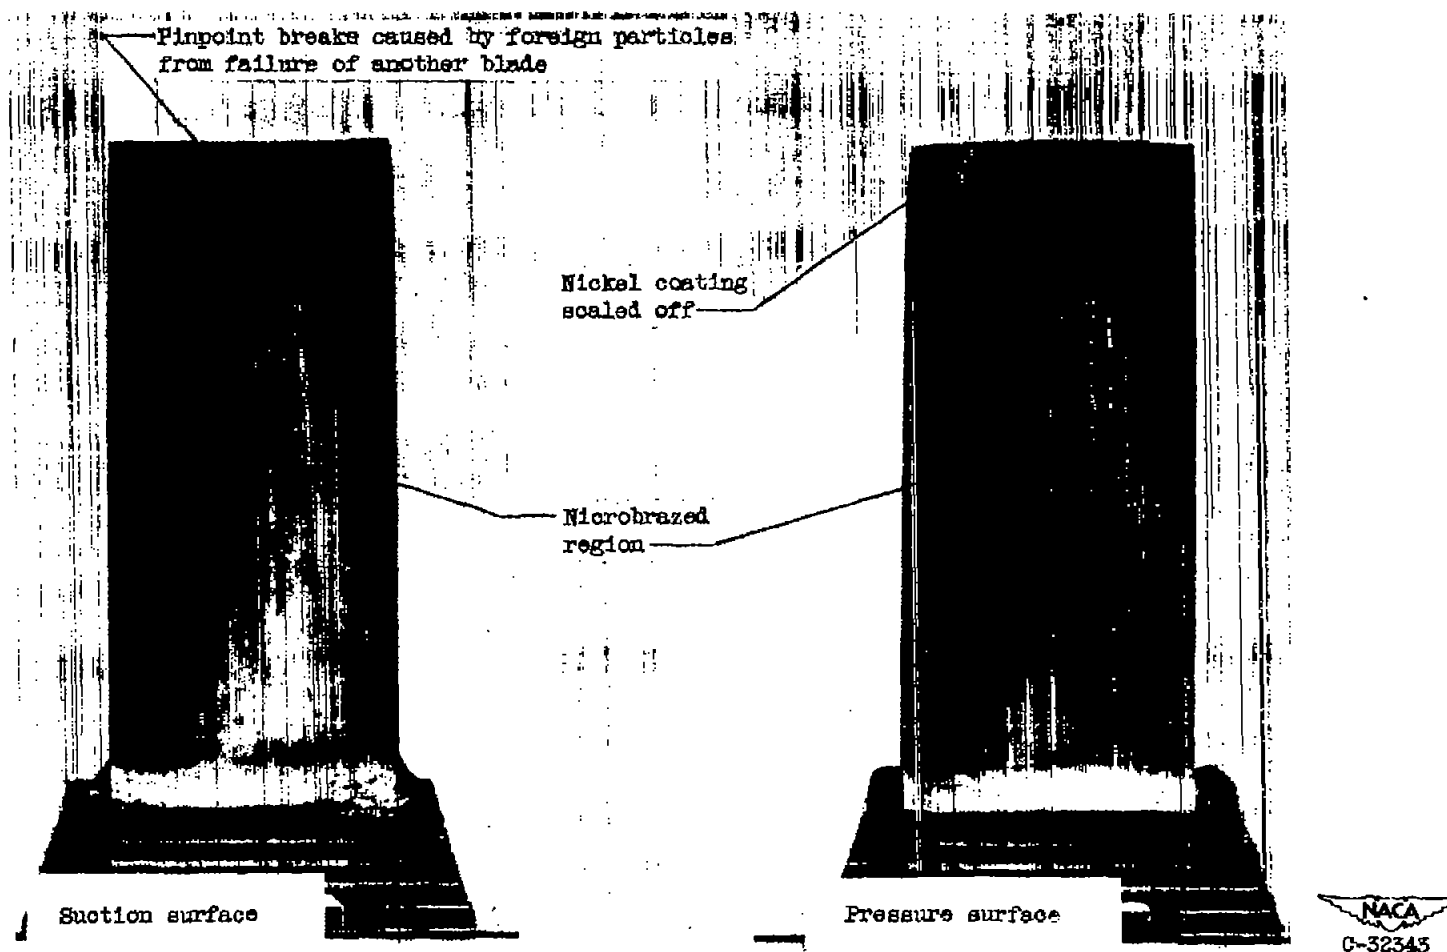 Pinpoint breaks caused by foreign particles
from failure of another blade
Nickel coating
scaled off
Nicrobrazed
region
Suction surface
Pressure surface
NACA
C-32343